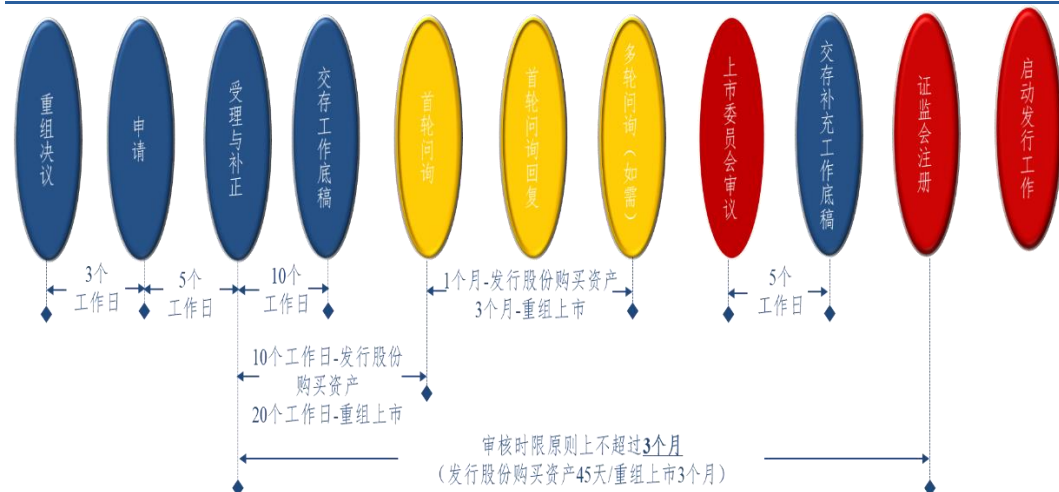 重组决议
申请
受理与补正
交存工作底稿
首轮问询
首轮问询回复
多轮问询（如需）
上市委员会审议
交存补充工作底稿
证监会注册
启动发行工作
3个
工作日
5个
工作日
10个
工作日
1个月-发行股份购买资产
3个月-重组上市
5个
工作日
10个工作日-发行股份
购买资产
20个工作日-重组上市
审核时限原则上不超过3个月
（发行股份购买资产45天/重组上市3个月）